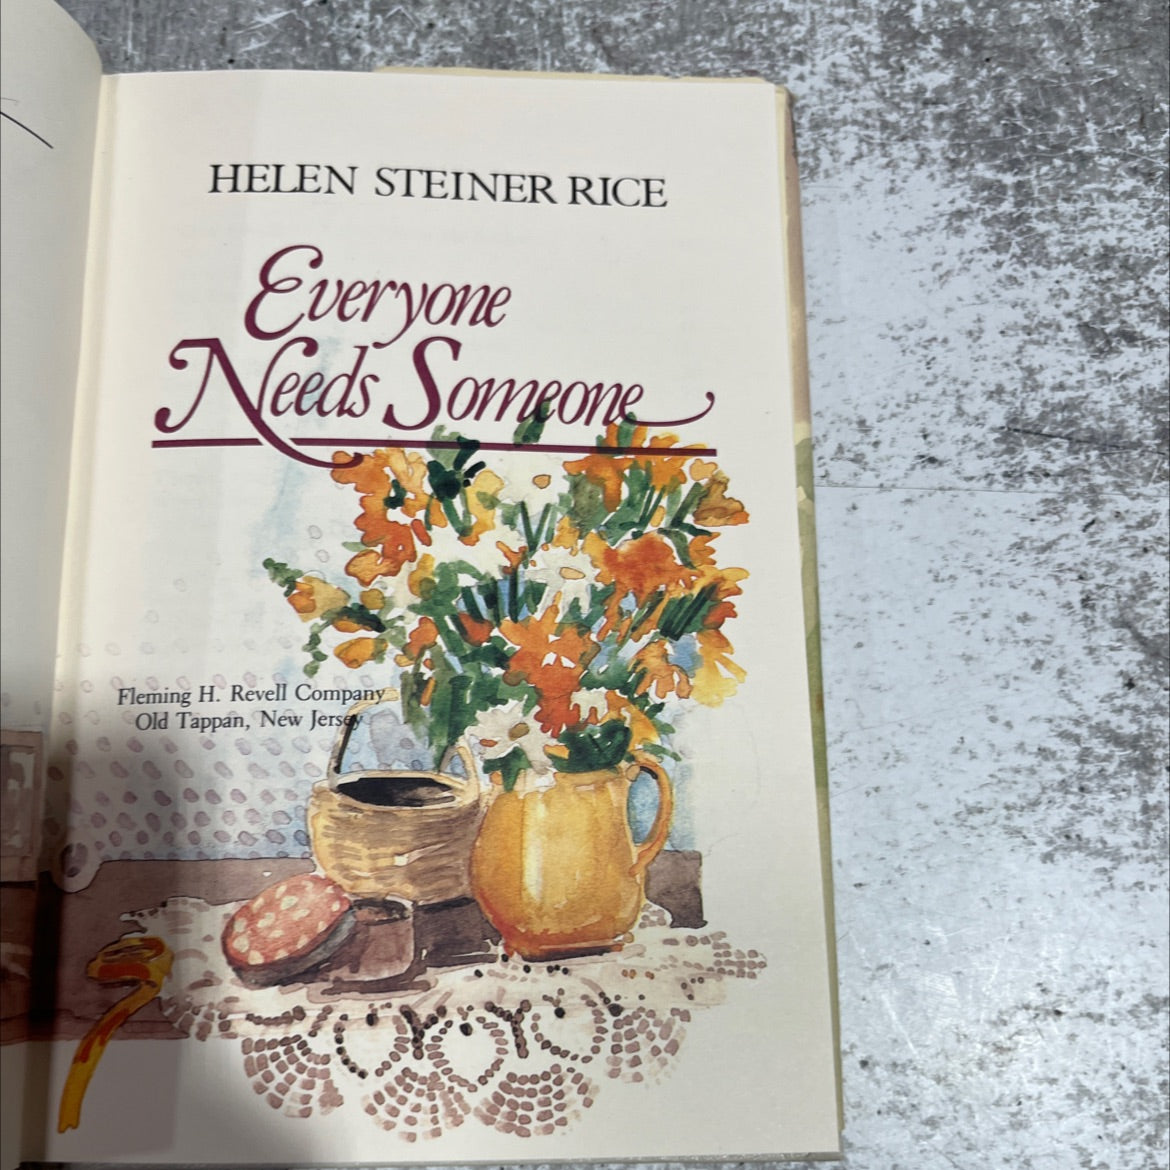 HELEN STEINER RICE
Everyone
Needs Someone
Fleming H. Revell Company
Old Tappan, New Jersey